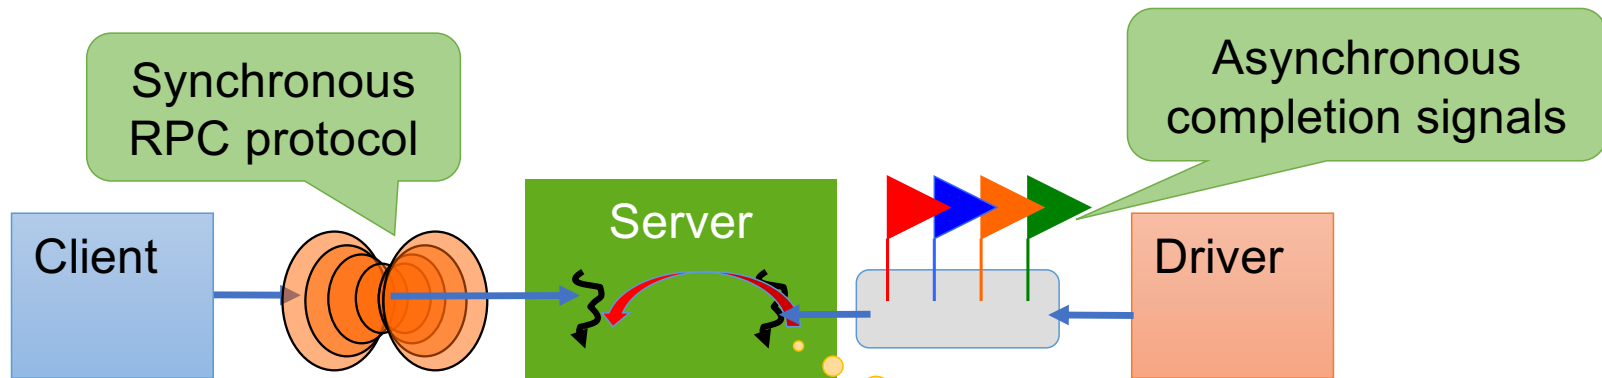 Synchronous
RPC protocol
Asynchronous
completion signals
Client
Server
Driver